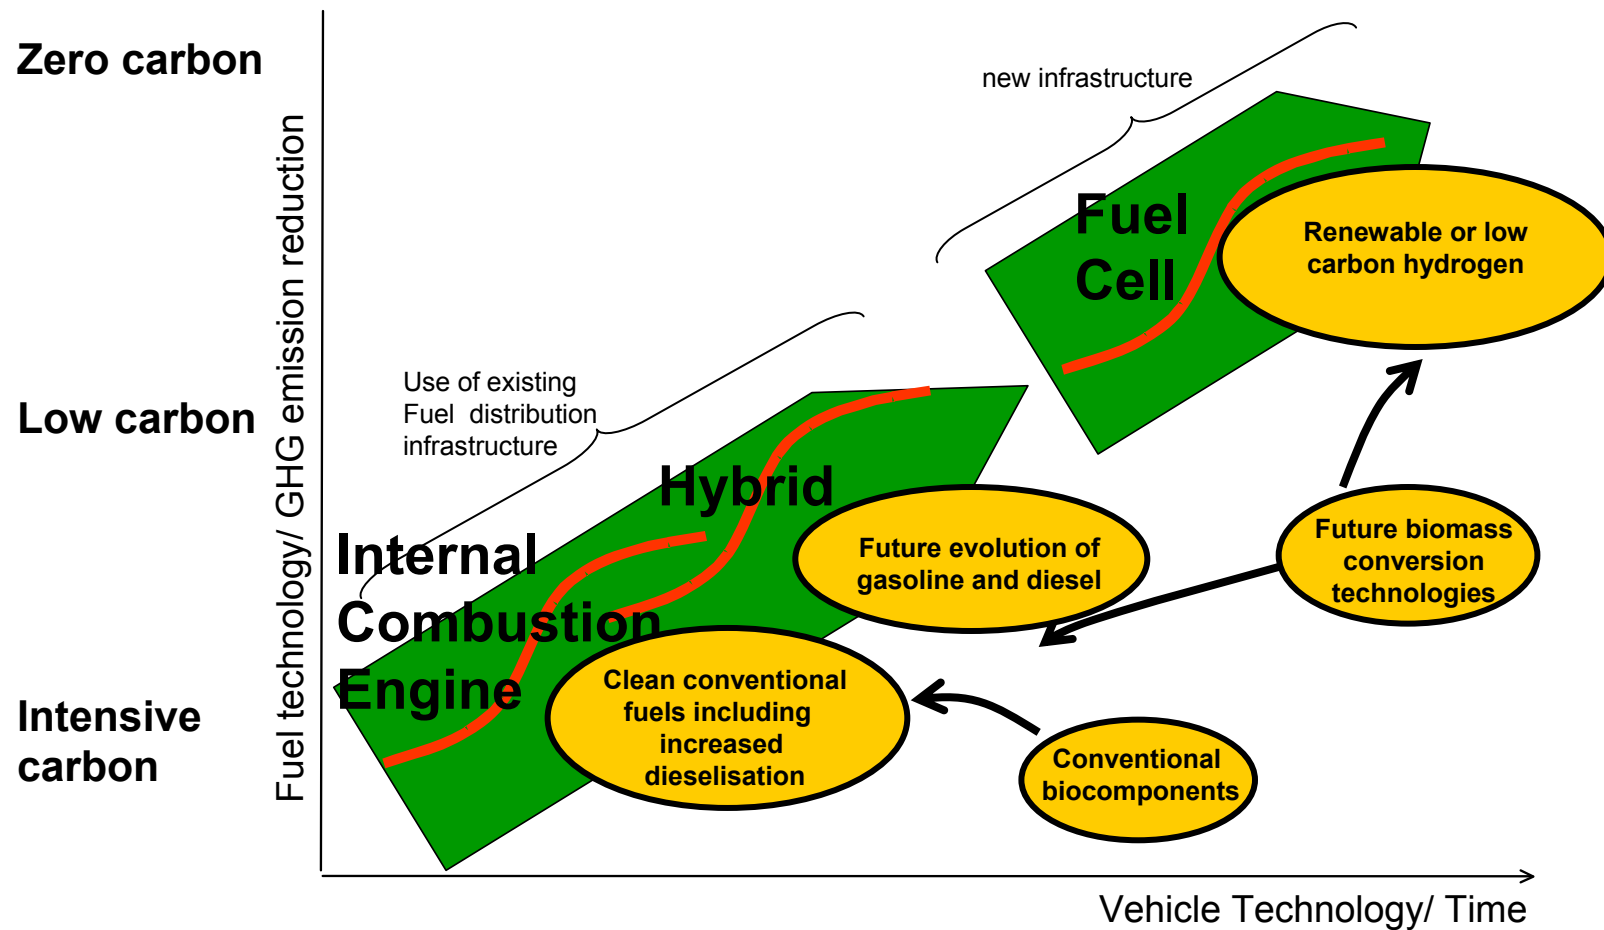 Zero carbon
Low carbon
Intensive
carbon
Fuel technology/ GHG emission reduction
new infrastructure
Use of existing
Fuel distribution
infrastructure
Fuel
Cell
Renewable or low
carbon hydrogen
Hybrid
Internal
Combustion
Engine
Future evolution of
gasoline and diesel
Future biomass
conversion
technologies
Clean conventional
fuels including
increased
dieselisation
Conventional
biocomponents
Vehicle Technology/ Time